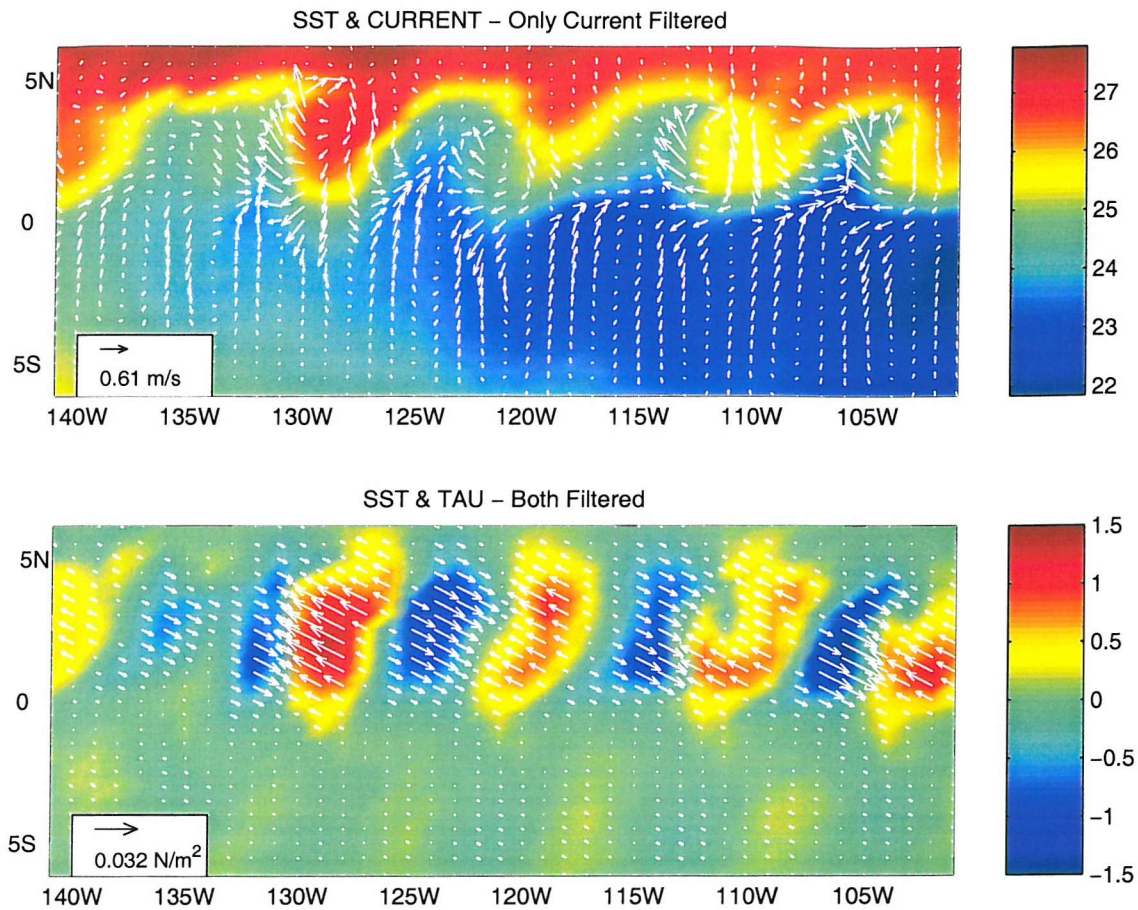 SST & CURRENT – Only Current Filtered
5N
0
5S
0.61 m/s
140W 135W 130W 125W 120W 115W 110W 105W
27
26
25
24
23
22
SST & TAU – Both Filtered
5N
0
5S
0.032 N/m²
140W 135W 130W 125W 120W 115W 110W 105W
1.5
1
0.5
0
−0.5
−1
−1.5